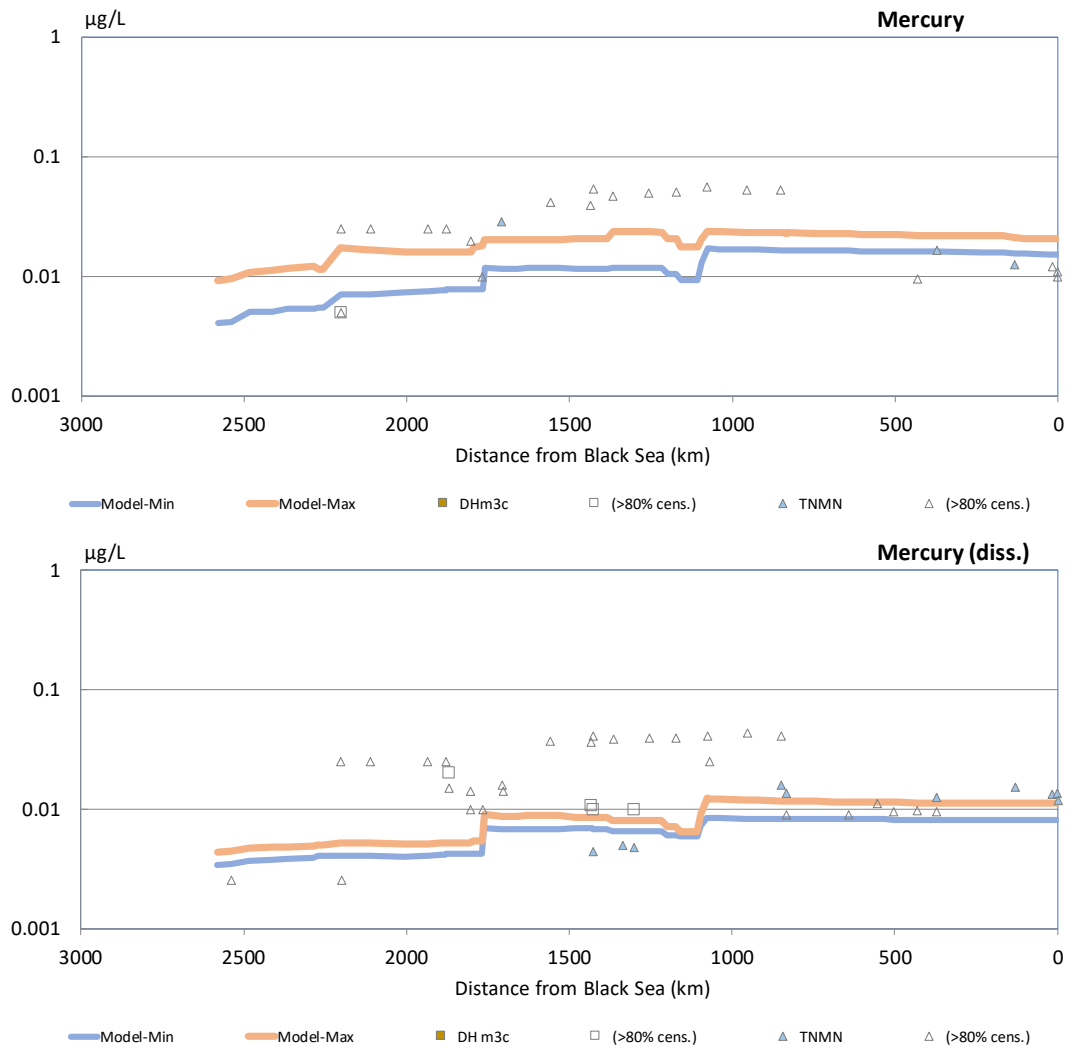 µg/L
Mercury
1
0.1
0.01
0.001
3000 2500 2000 1500 1000 500 0
Distance from Black Sea (km)
Model-Min Model-Max DHm3c (>80% cens.) TNMN (>80% cens.)
µg/L
Mercury (diss.)
1
0.1
0.01
0.001
3000 2500 2000 1500 1000 500 0
Distance from Black Sea (km)
Model-Min Model-Max DH m3c (>80% cens.) TNMN (>80% cens.)